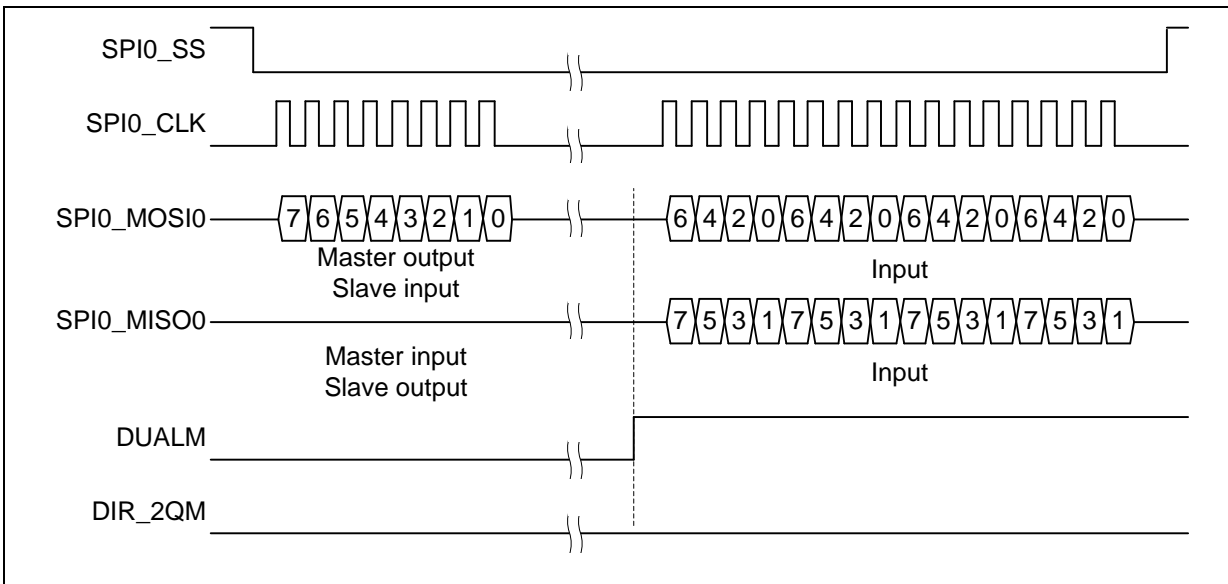 SPI0_SS
SPI0_CLK
SPI0_MOSI0 7 6 5 4 3 2 1 0 6 4 2 0 6 4 2 0 6 4 2 0 6 4 2 0
Master output
Slave input
Input
SPI0_MISO0 7 5 3 1 7 5 3 1 7 5 3 1 7 5 3 1
Master input
Slave output
Input
DUALM
DIR_2QM